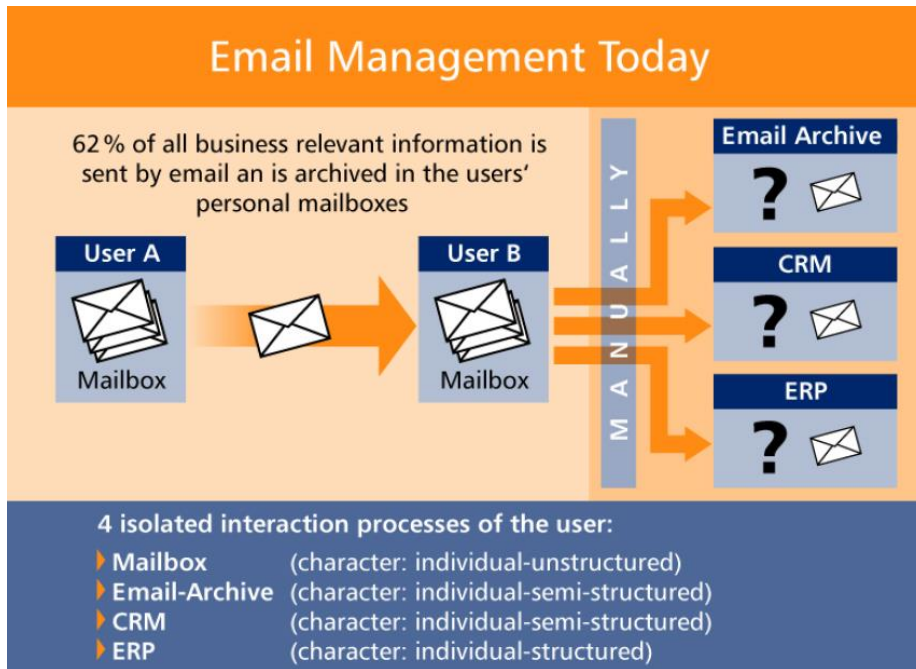 Email Management Today
62% of all business relevant information is
sent by email an is archived in the users‘
personal mailboxes
User A
Mailbox
User B
Mailbox
MANUALLY
Email Archive
?
CRM
?
ERP
?
4 isolated interaction processes of the user:
Mailbox (character: individual-unstructured)
Email-Archive (character: individual-semi-structured)
CRM (character: individual-semi-structured)
ERP (character: individual-structured)